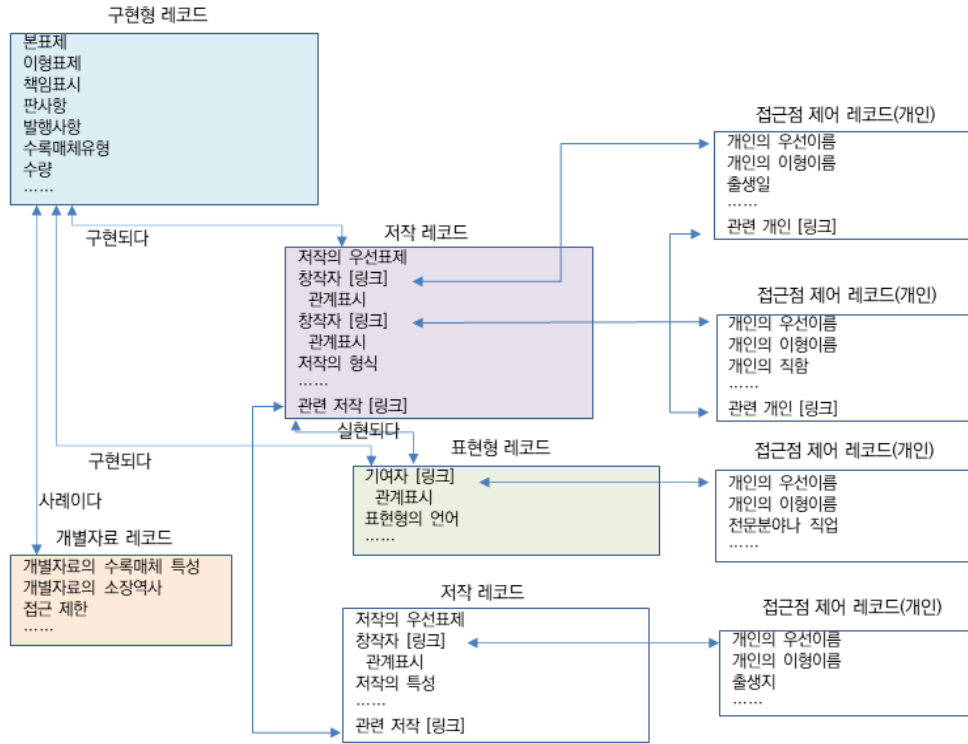 구현형 레코드
본표제
이형표제
책임표시
판사항
발행사항
수록매체유형
수량
……
구현되다
저작 레코드
저작의 우선표제
창작자 [링크]
관계표시
창작자 [링크]
관계표시
저작의 형식
……
관련 저작 [링크]
실현되다
구현되다
표현형 레코드
기여자 [링크]
관계표시
표현형의 언어
……
사례이다
개별자료 레코드
개별자료의 수록매체 특성
개별자료의 소장역사
접근 제한
……
저작 레코드
저작의 우선표제
창작자 [링크]
관계표시
저작의 특성
……
관련 저작 [링크]
접근점 제어 레코드(개인)
개인의 우선이름
개인의 이형이름
출생일
……
관련 개인 [링크]
접근점 제어 레코드(개인)
개인의 우선이름
개인의 이형이름
개인의 직함
……
관련 개인 [링크]
접근점 제어 레코드(개인)
개인의 우선이름
개인의 이형이름
전문분야나 직업
……
접근점 제어 레코드(개인)
개인의 우선이름
개인의 이형이름
출생지
……